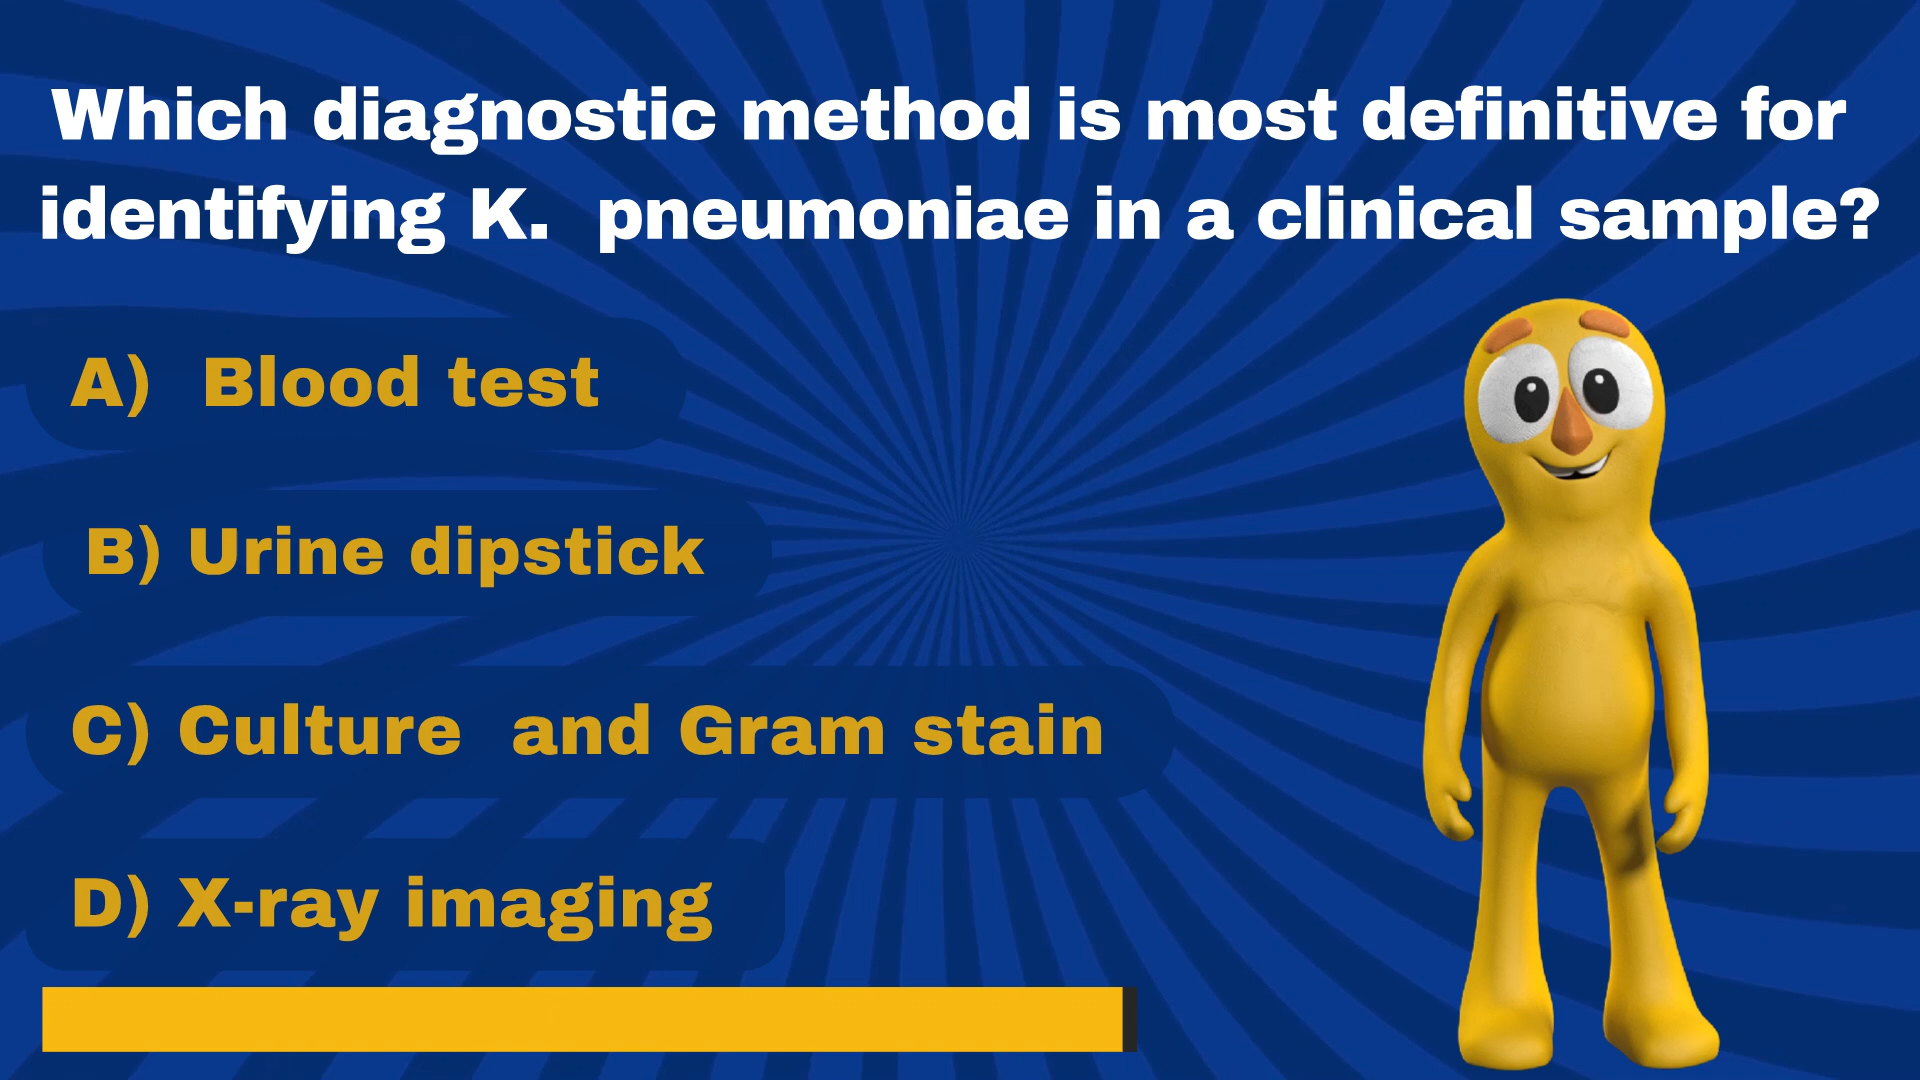 Which diagnostic method is most definitive for
identifying K. pneumoniae in a clinical sample?
A) Blood test
B) Urine dipstick
C) Culture and Gram stain
D) X-ray imaging